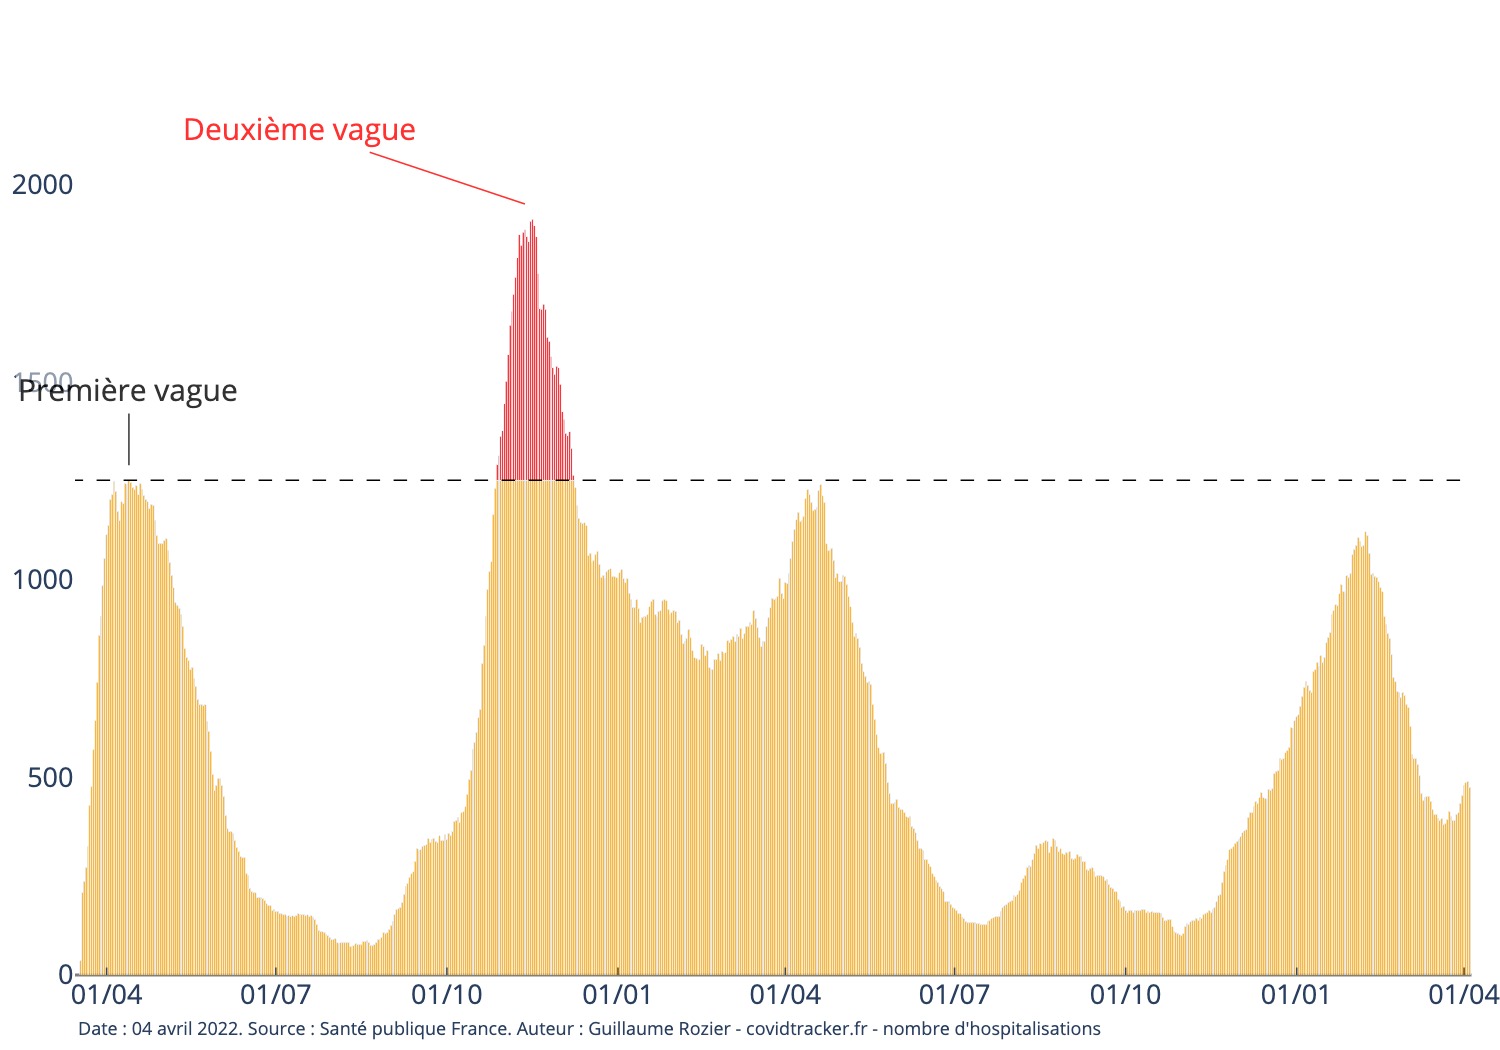 Deuxième vague
2000
1500
Première vague
1000
500
0
01/04 01/07 01/10 01/01 01/04 01/07 01/10 01/01 01/04
Date : 04 avril 2022. Source : Santé publique France. Auteur : Guillaume Rozier - covidtracker.fr - nombre d'hospitalisations